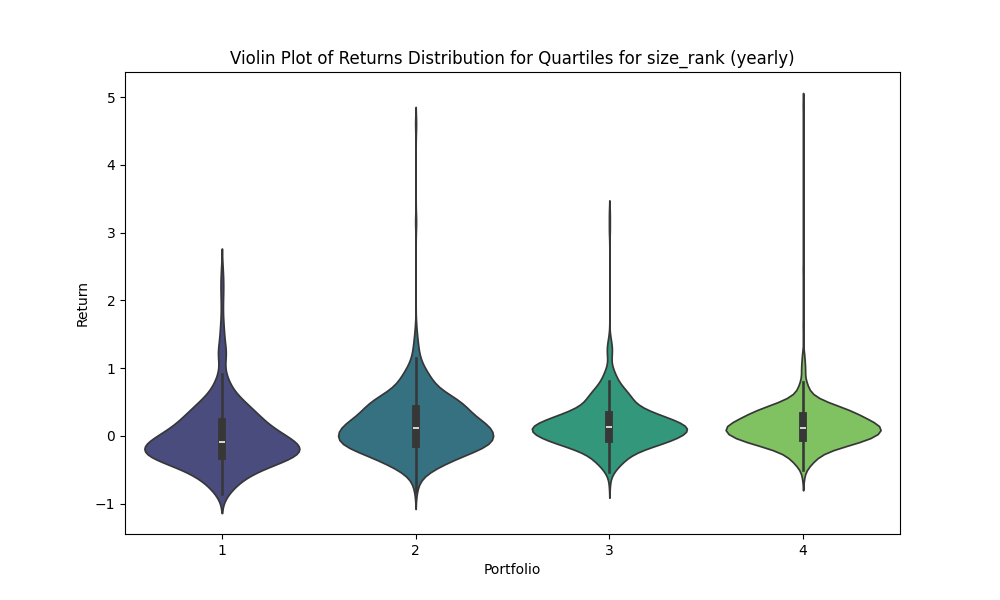 Violin Plot of Returns Distribution for Quartiles for size_rank (yearly)
5
4
3
2
1
0
−1
Return
1 2 3 4
Portfolio